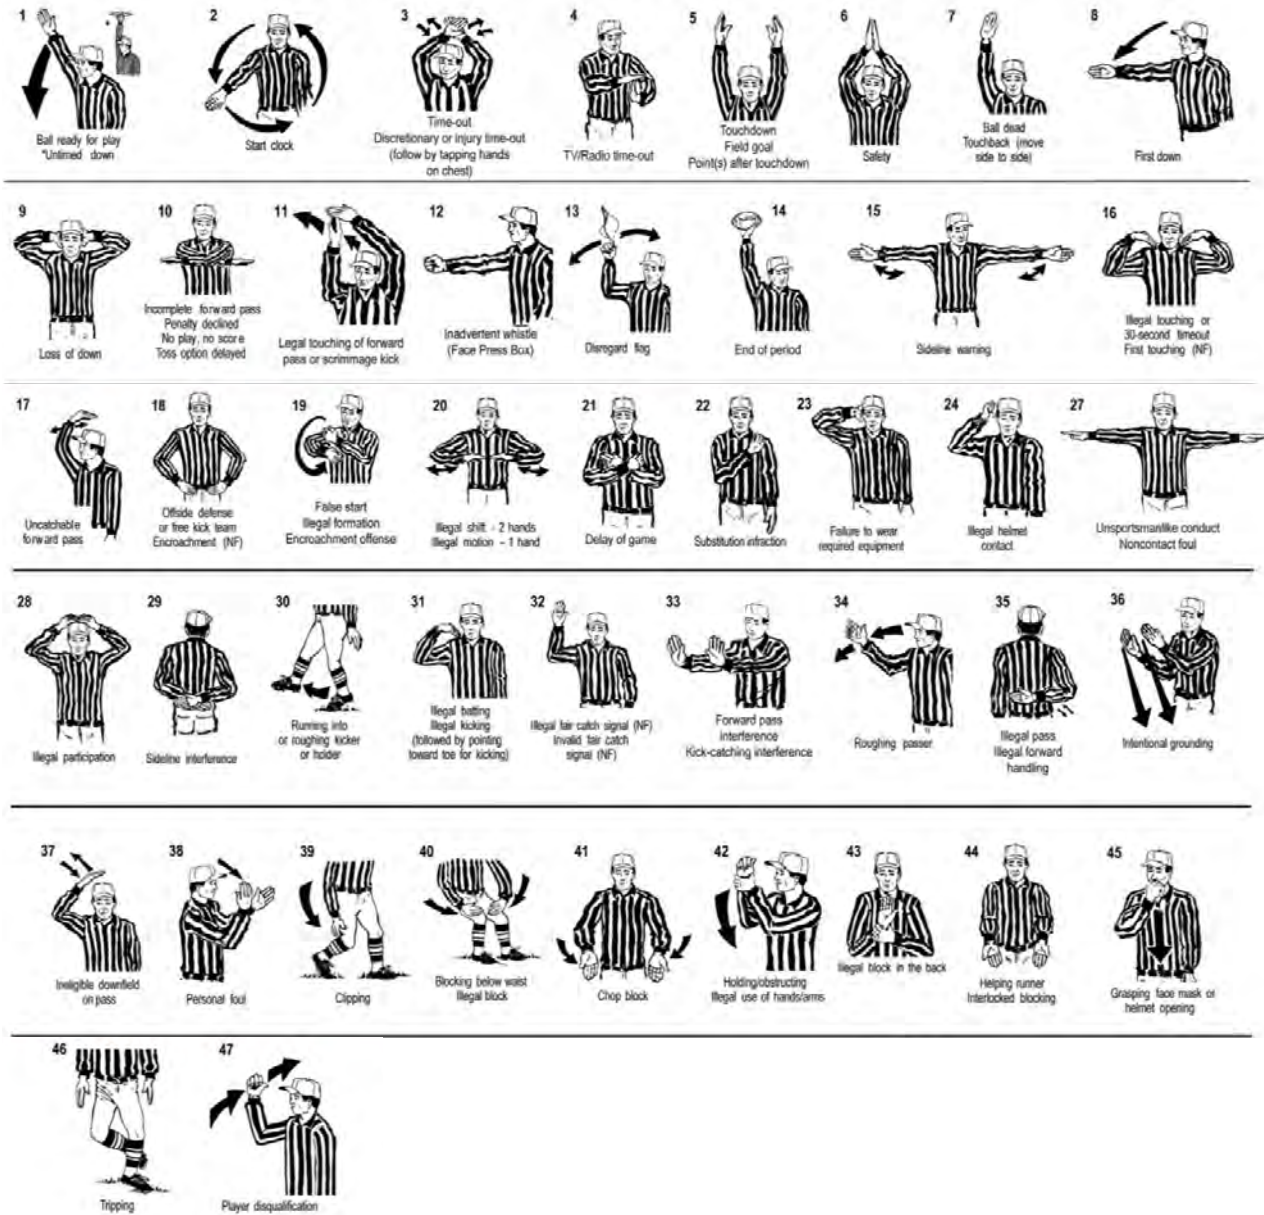 1
2
3
4
5
6
7
8
Ball ready for play
*Untimed down
Start clock
Time-out
Discretionary or injury time-out
(follow by tapping hands
on chest)
TV/Radio time-out
Touchdown
Field goal
Point(s) after touchdown
Safety
Ball dead
Touchback (move
side to side)
First down
9
10
11
12
13
14
15
16
Loss of down
Incomplete forward pass
Penalty declined
No play, no score
Toss option delayed
Legal touching of forward
pass or scrimmage kick
Inadvertent whistle
(Face Press Box)
Disregard flag
End of period
Sideline warning
Illegal touching or
30-second timeout
First touching (NF)
17
18
19
20
21
22
23
24
27
Uncatchable
forward pass
Offside defense
or free kick team
Encroachment (NF)
False start
Illegal formation
Encroachment offense
Illegal shift - 2 hands
Illegal motion - 1 hand
Delay of game
Substitution infraction
Failure to wear
required equipment
Illegal helmet
contact
Unsportsmanlike conduct
Noncontact foul
28
29
30
31
32
33
34
35
36
Illegal participation
Sideline interference
Running into
or roughing kicker
or holder
Illegal batting
Illegal kicking
(followed by pointing
toward toe for kicking)
Illegal fair catch signal (NF)
Invalid fair catch
signal (NF)
Forward pass
interference
Kick-catching interference
Roughing passer
Illegal pass
Illegal forward
handling
Intentional grounding
37
38
39
40
41
42
43
44
45
Ineligible downfield
on pass
Personal foul
Clipping
Blocking below waist
Illegal block
Chop block
Holding/obstructing
Illegal use of hands/arms
Illegal block in the back
Helping runner
Interlocked blocking
Grasping face mask or
helmet opening
46
47
Tripping
Player disqualification